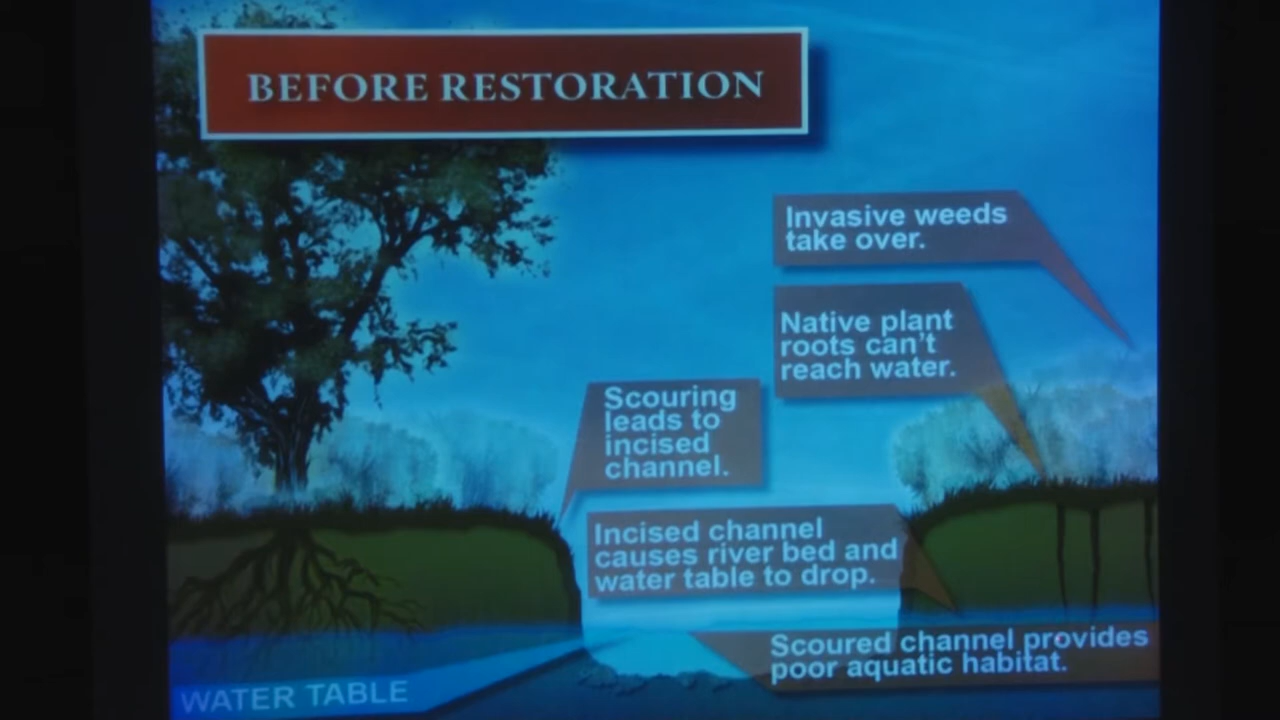 BEFORE RESTORATION
Invasive weeds
take over.
Native plant
roots can't
reach water.
Scouring
leads to
incised
channel.
Incised channel
causes river bed and
water table to drop.
Scoured channel provides
poor aquatic habitat.
WATER TABLE